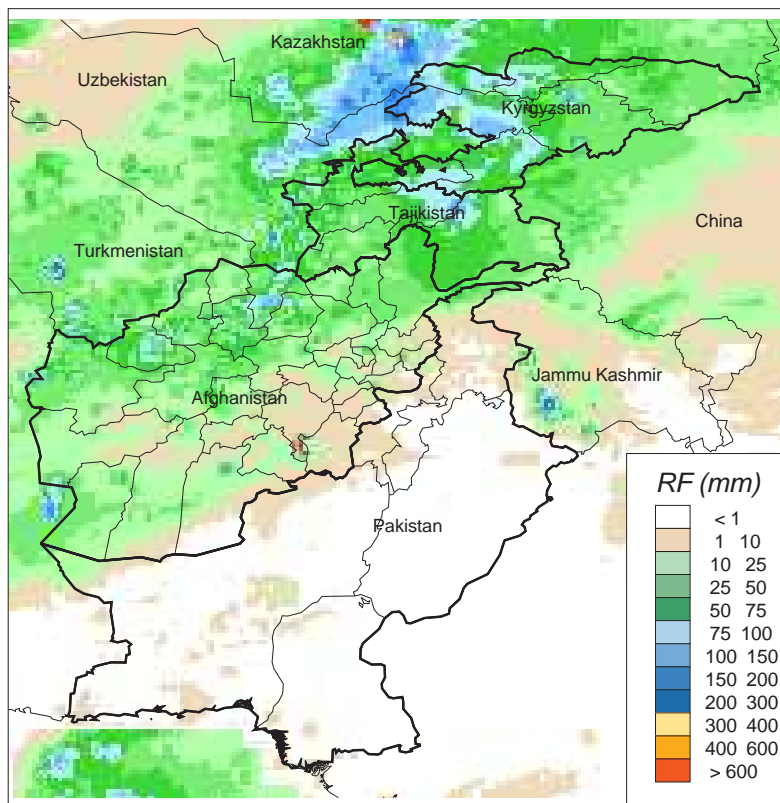 Kazakhstan
Uzbekistan
Kyrgyzstan
Tajikistan
China
Turkmenistan
Jammu Kashmir
Afghanistan
Pakistan
RF (mm)
< 1
1 10
10 25
25 50
50 75
75 100
100 150
150 200
200 300
300 400
400 600
> 600